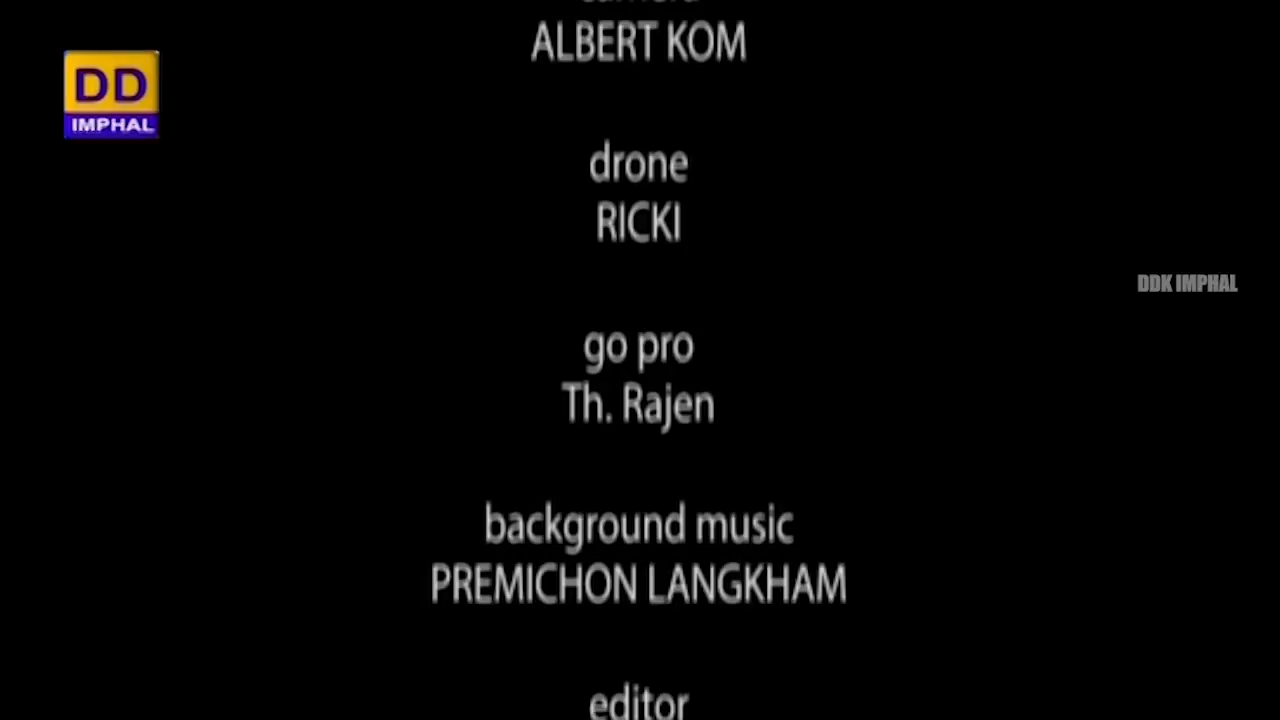 ALBERT KOM
DD
IMPHAL
drone
RICKI
DDK IMPHAL
go pro
Th. Rajen
background music
PREMICHON LANGKHAM
editor